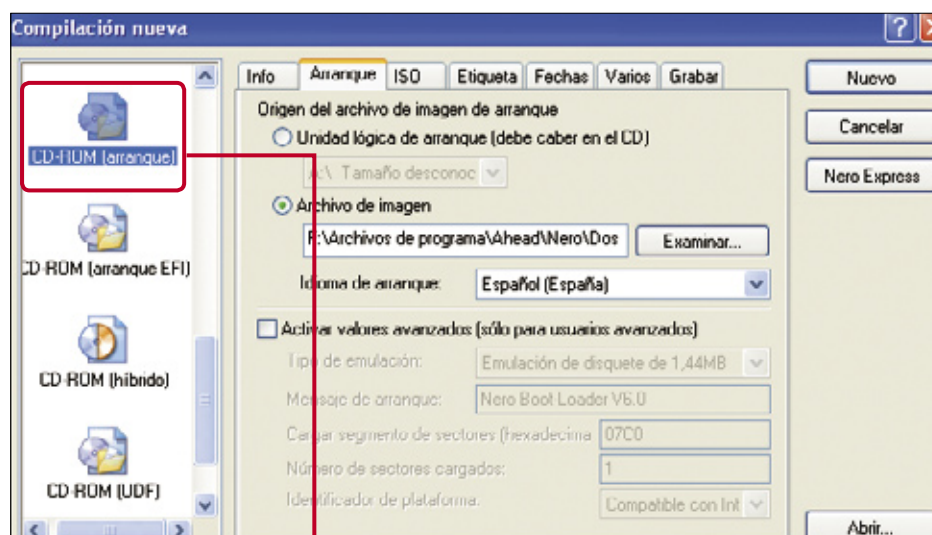 Compilación nueva
CD-ROM (arranque)
CD-ROM (arranque EFI)
CD-ROM (híbrido)
CD-ROM (UDF)
Info Arranque ISO Etiqueta Fechas Varios Grabar
Origen del archivo de imagen de arranque
Unidad lógica de arranque (debe caber en el CD)
A:\ Tamaño desconoc
Archivo de imagen
F:\Archivos de programa\Ahead\Nero\Dos Examinar...
Idioma de arranque: Español (España)
Activar valores avanzados (sólo para usuarios avanzados)
Tipo de emulación: Emulación de disquete de 1,44MB
Mensaje de arranque: Nero Boot Loader V6.0
Cargar segmento de sectores (hexadecima 07C0
Número de sectores cargados: 1
Identificador de plataforma: Compatible con Int
Nuevo
Cancelar
Nero Express
Abrir...